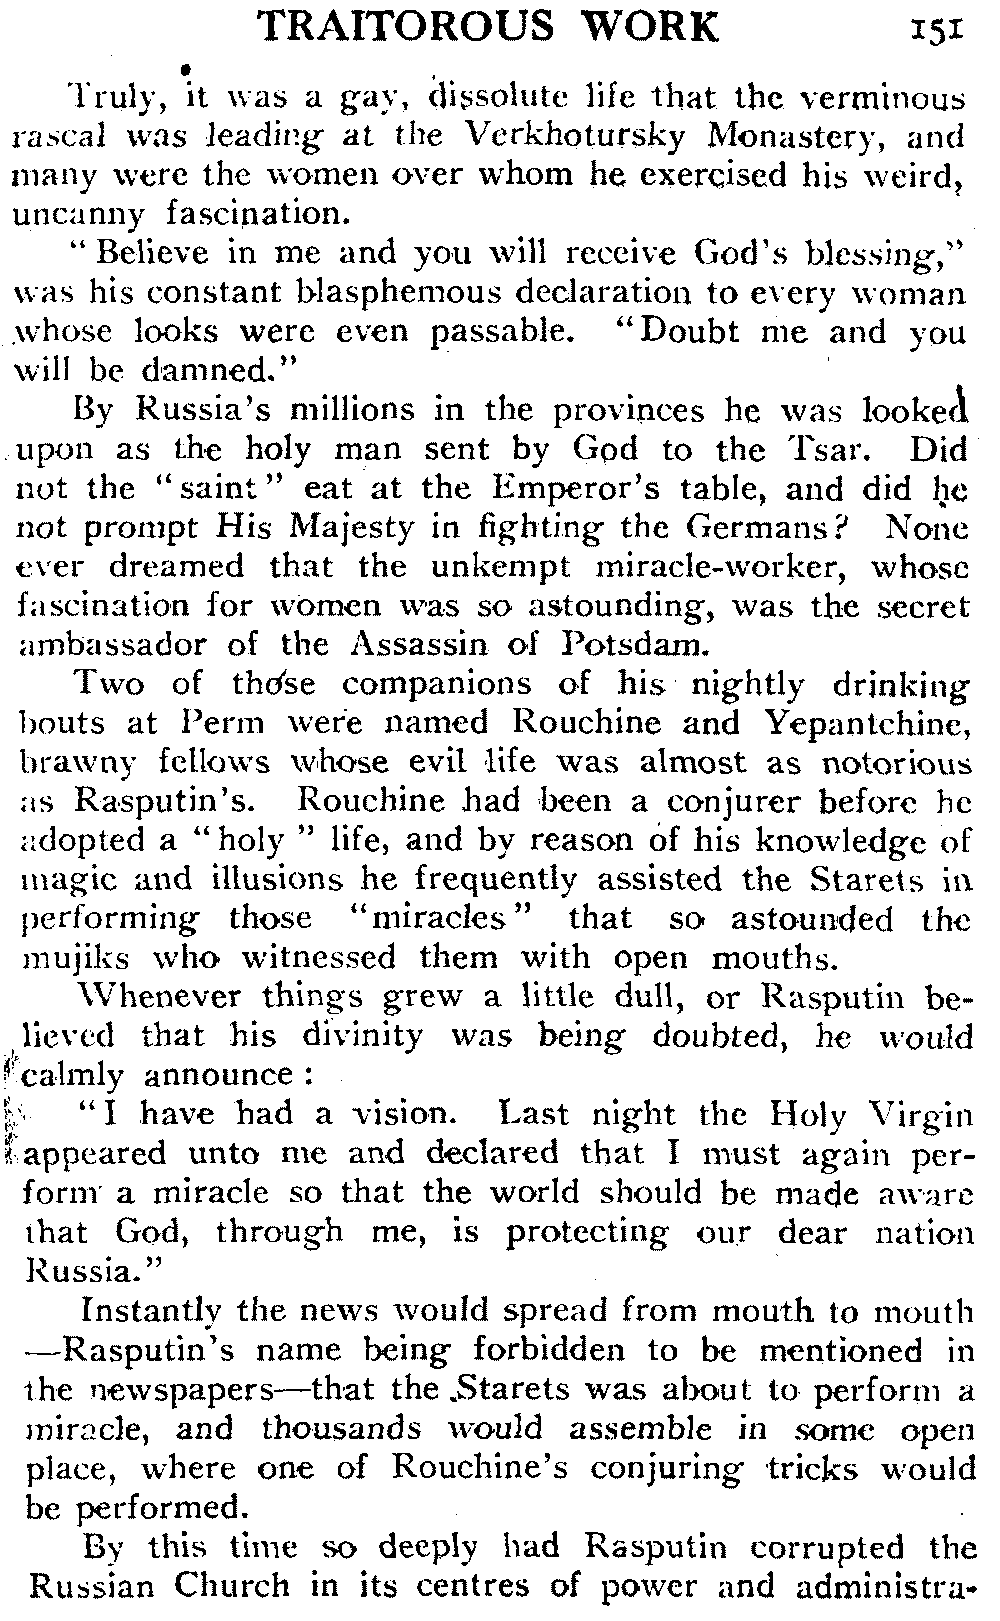 TRAITOROUS WORK 151
Truly, it was a gay, dissolute life that the verminous
rascal was leading at the Verkhotursky Monastery, and
many were the women over whom he exercised his weird,
uncanny fascination.
" Believe in me and you will receive God's blessing,"
was his constant blasphemous declaration to every woman
whose looks were even passable. "Doubt me and you
will be damned."
By Russia's millions in the provinces he was looked
upon as the holy man sent by God to the Tsar. Did
not the "saint" eat at the Emperor's table, and did he
not prompt His Majesty in fighting the Germans? None
ever dreamed that the unkempt miracle-worker, whose
fascination for women was so astounding, was the secret
ambassador of the Assassin of Potsdam.
Two of those companions of his nightly drinking
bouts at Perm were named Rouchine and Yepantchine,
brawny fellows whose evil life was almost as notorious
as Rasputin's. Rouchine had been a conjurer before he
adopted a "holy" life, and by reason of his knowledge of
magic and illusions he frequently assisted the Starets in
performing those "miracles" that so astounded the
mujiks who witnessed them with open mouths.
Whenever things grew a little dull, or Rasputin be-
lieved that his divinity was being doubted, he would
calmly announce :
"I have had a vision. Last night the Holy Virgin
appeared unto me and declared that I must again per-
form a miracle so that the world should be made aware
that God, through me, is protecting our dear nation
Russia."
Instantly the news would spread from mouth to mouth
—Rasputin's name being forbidden to be mentioned in
the newspapers—that the Starets was about to perform a
miracle, and thousands would assemble in some open
place, where one of Rouchine's conjuring tricks would
be performed.
By this time so deeply had Rasputin corrupted the
Russian Church in its centres of power and administra-